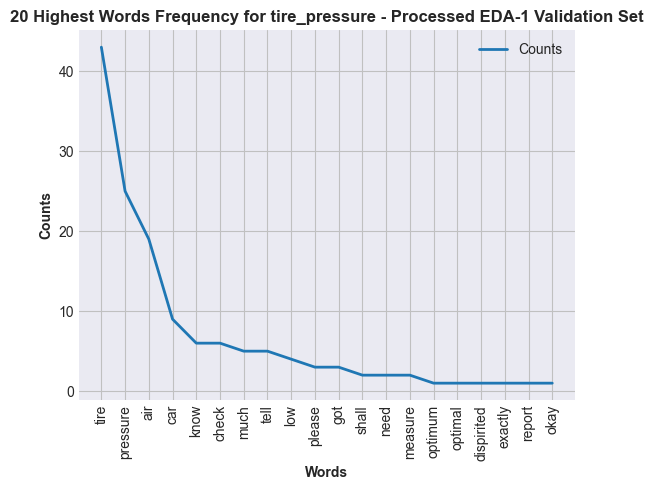 20 Highest Words Frequency for tire_pressure - Processed EDA-1 Validation Set
Counts
Counts
40
30
20
10
0
tire
pressure
air
car
know
check
much
tell
low
please
got
shall
need
measure
optimum
optimal
dispirited
exactly
report
okay
Words